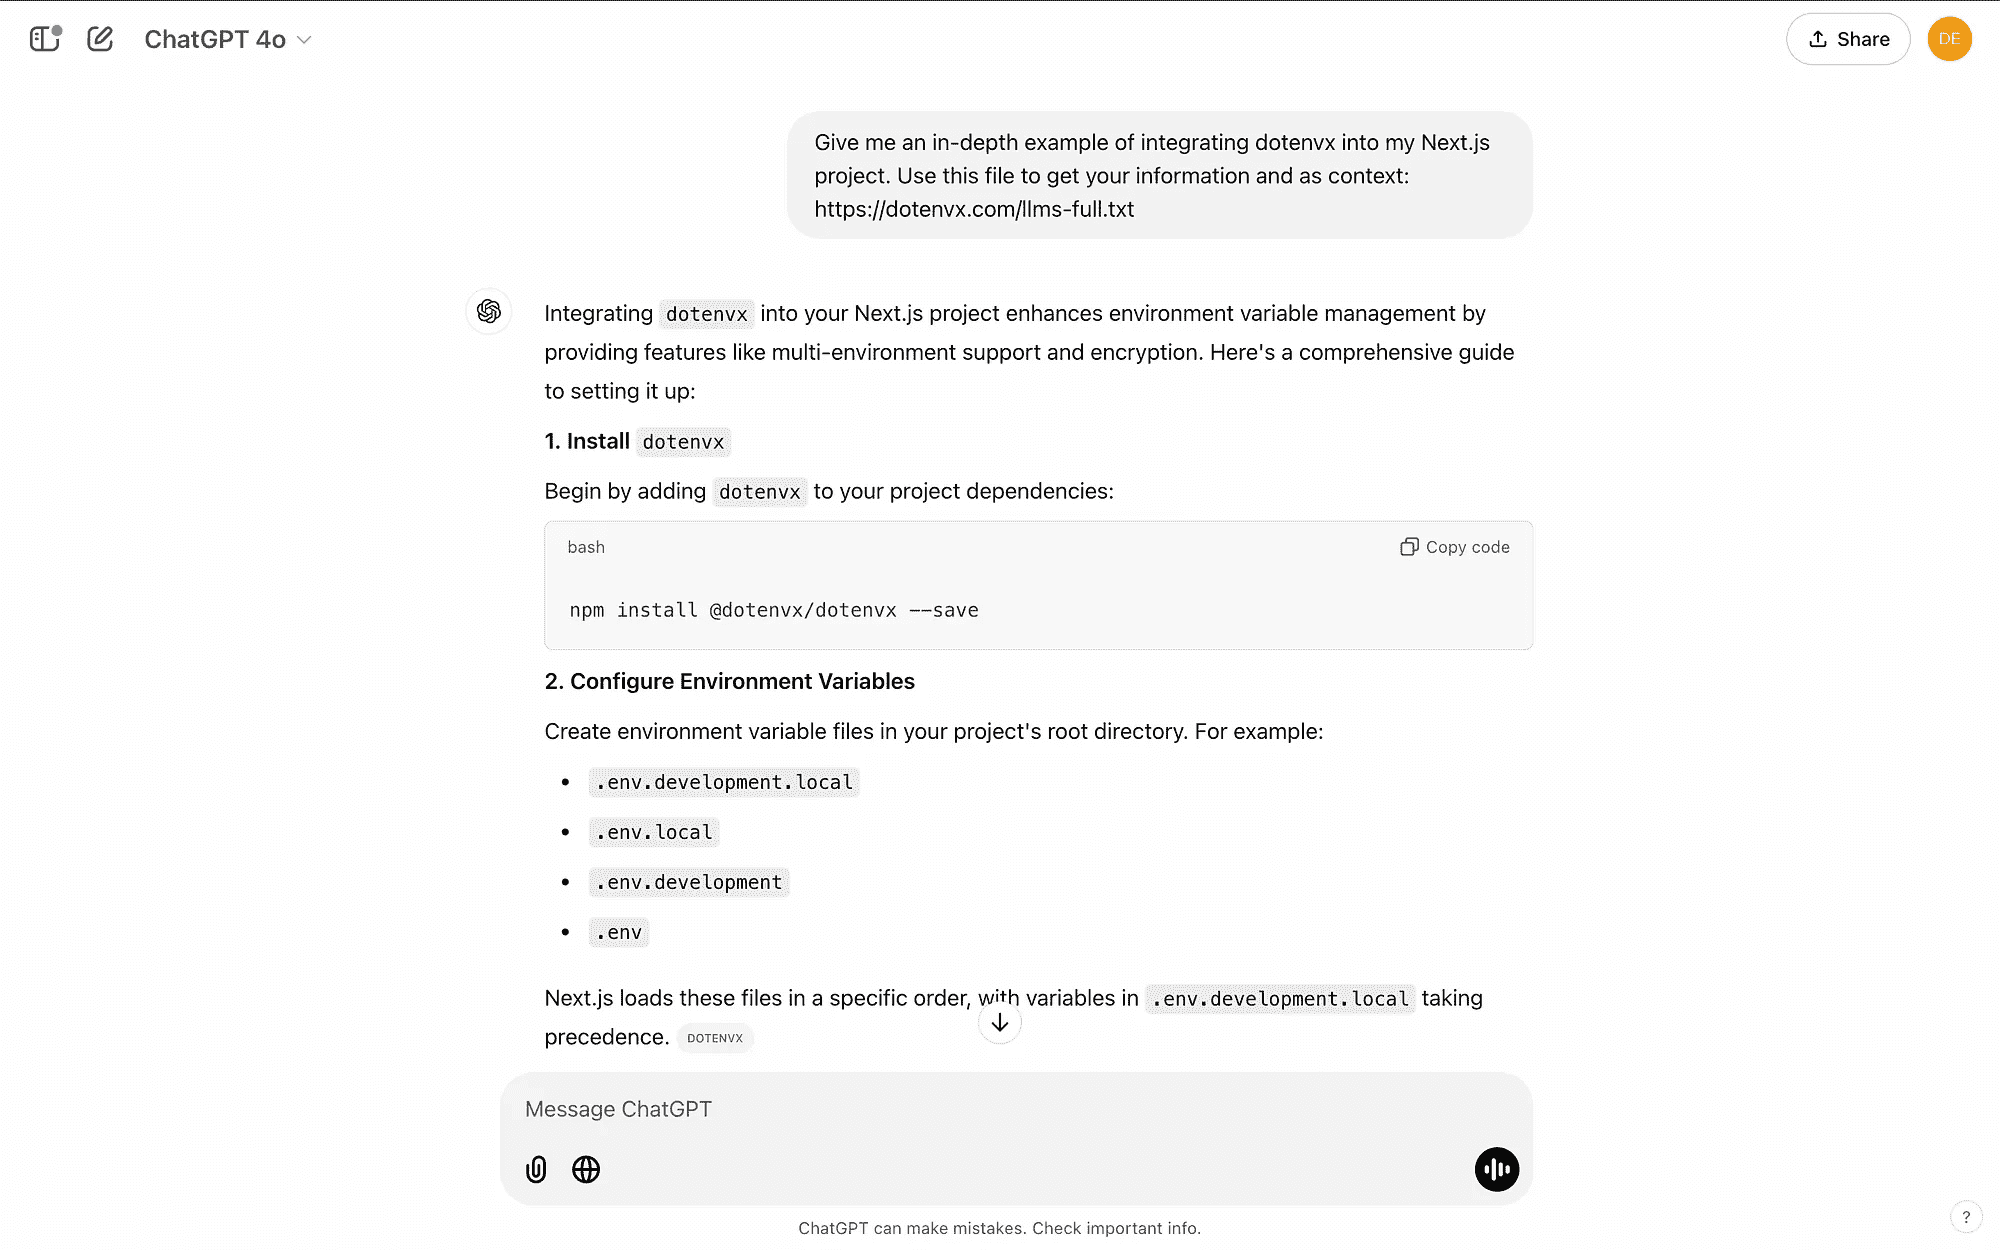 ChatGPT 4o
Share
DE
Give me an in-depth example of integrating dotenvx into my Next.js
project. Use this file to get your information and as context:
https://dotenvx.com/llms-full.txt
Integrating dotenvx into your Next.js project enhances environment variable management by
providing features like multi-environment support and encryption. Here's a comprehensive guide
to setting it up:
1. Install dotenvx
Begin by adding dotenvx to your project dependencies:
bash
Copy code
npm install @dotenvx/dotenvx --save
2. Configure Environment Variables
Create environment variable files in your project's root directory. For example:
• .env.development.local
• .env.local
• .env.development
• .env
Next.js loads these files in a specific order, with variables in .env.development.local taking
precedence. DOTENVX
Message ChatGPT
ChatGPT can make mistakes. Check important info.
?